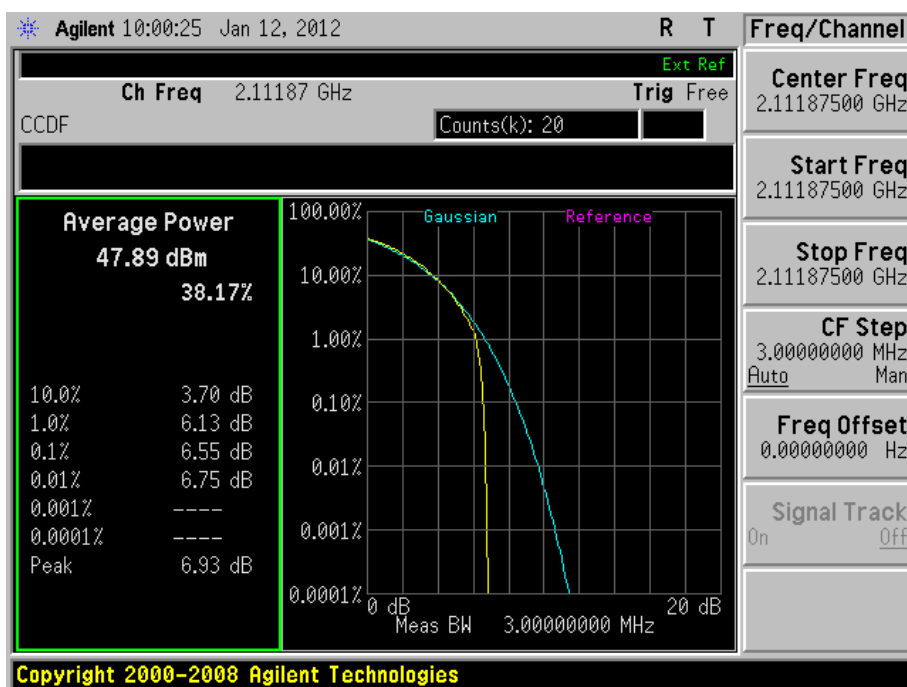 Agilent 10:00:25 Jan 12, 2012 R T
Freq/Channel
Ext Ref
Ch Freq 2.11187 GHz Trig Free
CCDF Counts(k): 20
Average Power
47.89 dBm
38.17%
10.0% 3.70 dB
1.0% 6.13 dB
0.1% 6.55 dB
0.01% 6.75 dB
0.001% ----
0.0001% ----
Peak 6.93 dB
Gaussian Reference
100.00%
10.00%
1.00%
0.10%
0.01%
0.001%
0.0001%
0 dB 20 dB
Meas BW 3.00000000 MHz
Center Freq
2.11187500 GHz
Start Freq
2.11187500 GHz
Stop Freq
2.11187500 GHz
CF Step
3.00000000 MHz
Auto Man
Freq Offset
0.00000000 Hz
Signal Track
On Off
Copyright 2000-2008 Agilent Technologies